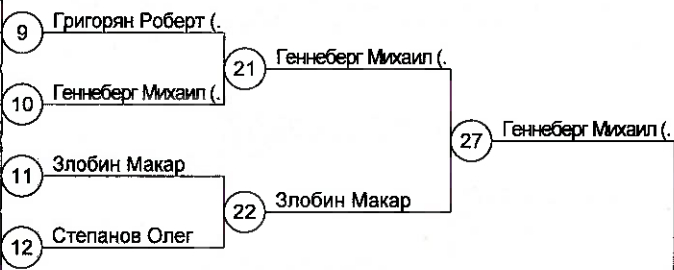 9 Григорян Роберт (.
21 Геннеберг Михаил (.
10 Геннеберг Михаил (.
27 Геннеберг Михаил (.
11 Злобин Макар
22 Злобин Макар
12 Степанов Олег